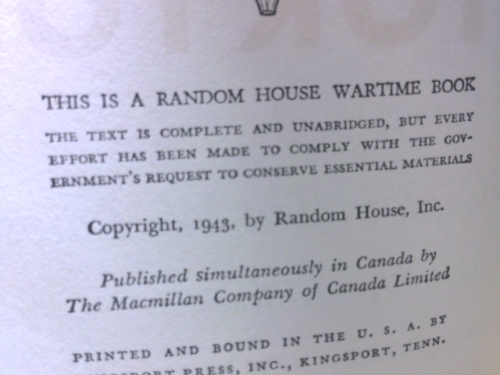 THIS IS A RANDOM HOUSE WARTIME BOOK
THE TEXT IS COMPLETE AND UNABRIDGED, BUT EVERY
EFFORT HAS BEEN MADE TO COMPLY WITH THE GOV-
ERNMENT'S REQUEST TO CONSERVE ESSENTIAL MATERIALS
Copyright, 1943, by Random House, Inc.
Published simultaneously in Canada by
The Macmillan Company of Canada Limited
PRINTED AND BOUND IN THE U. S. A. BY
PRESS, INC., KINGSPORT, TENN.